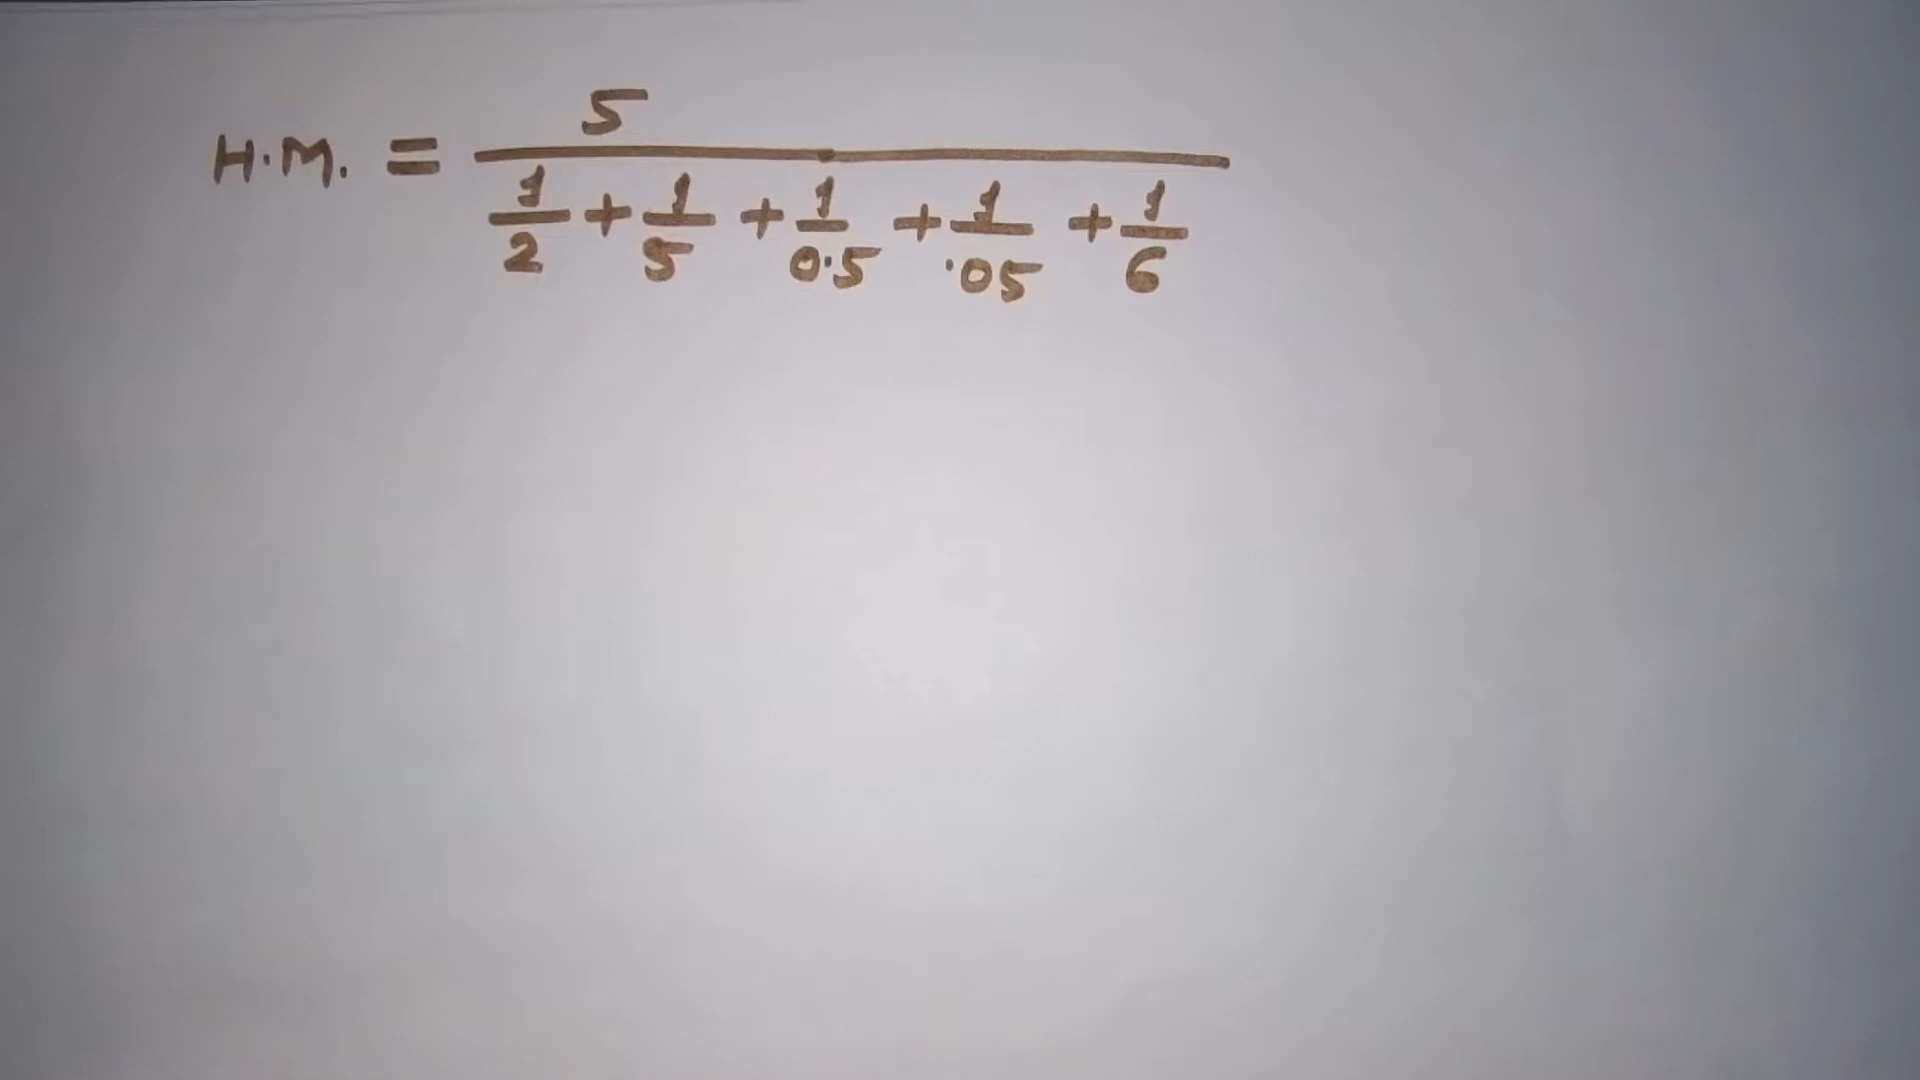 H.M. = 5 / (1/2 + 1/5 + 1/0.5 + 1/.05 + 1/6)